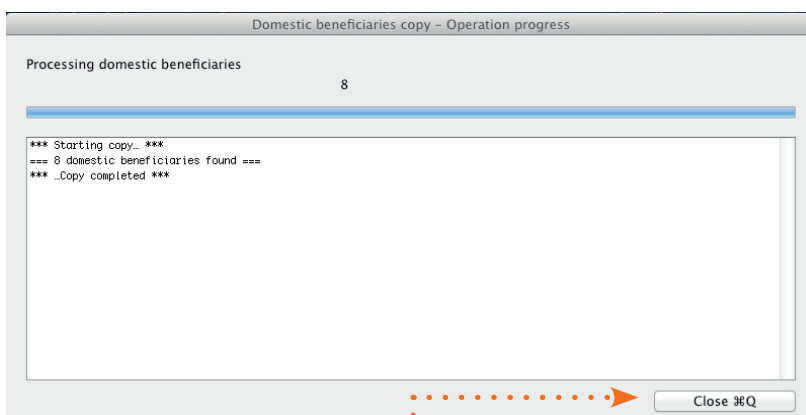 Domestic beneficiaries copy – Operation progress
Processing domestic beneficiaries
8
*** Starting copy… ***
=== 8 domestic beneficiaries found ===
*** …Copy completed ***
Close ⌘Q